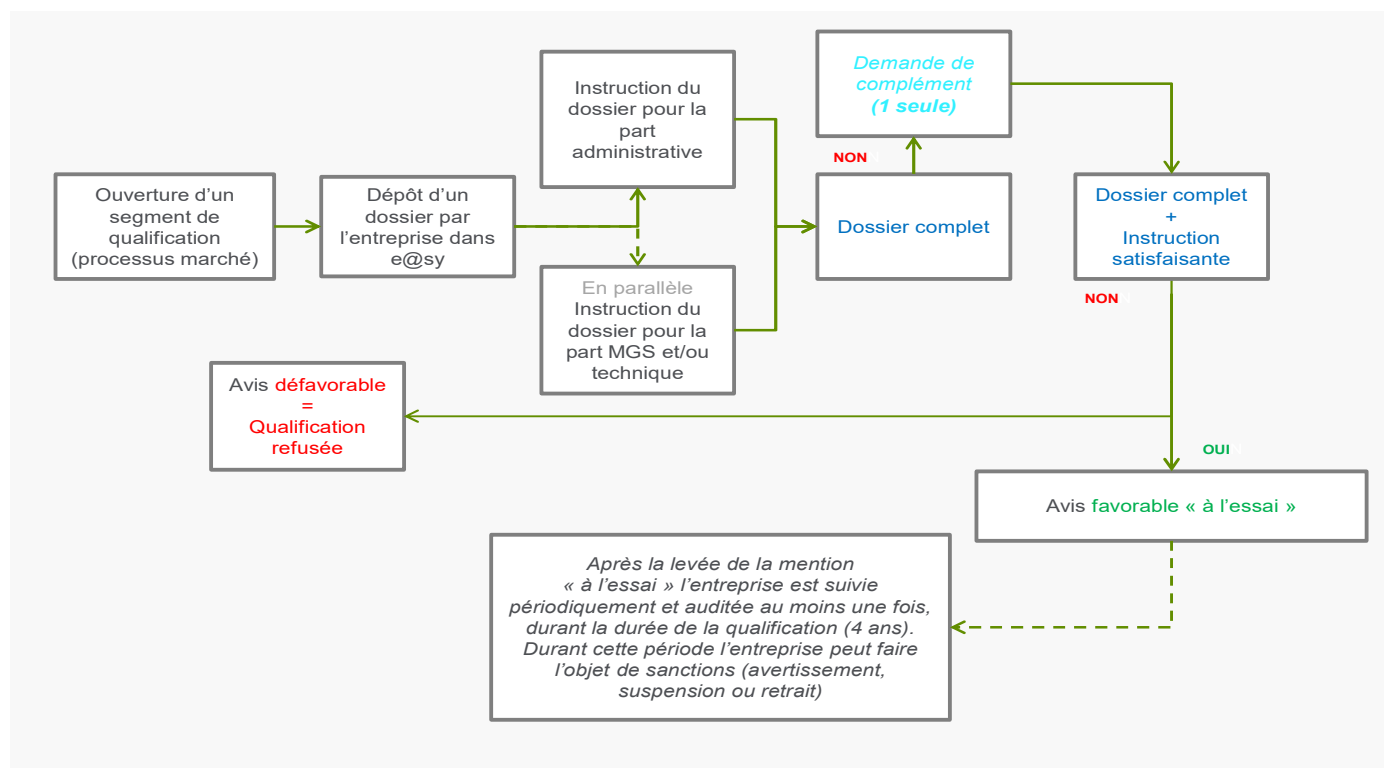 Ouverture d’un
segment de
qualification
(processus marché)
Dépôt d’un
dossier par
l’entreprise dans
e@sy
Instruction du
dossier pour la
part
administrative
En parallèle
Instruction du
dossier pour la
part MGS et/ou
technique
Dossier complet
NON
Demande de
complément
(1 seule)
Dossier complet
+
Instruction
satisfaisante
NON
Avis défavorable
=
Qualification
refusée
OUI
Avis favorable « à l’essai »
Après la levée de la mention
« à l’essai » l’entreprise est suivie
périodiquement et auditée au moins une fois,
durant la durée de la qualification (4 ans).
Durant cette période l’entreprise peut faire
l’objet de sanctions (avertissement,
suspension ou retrait)